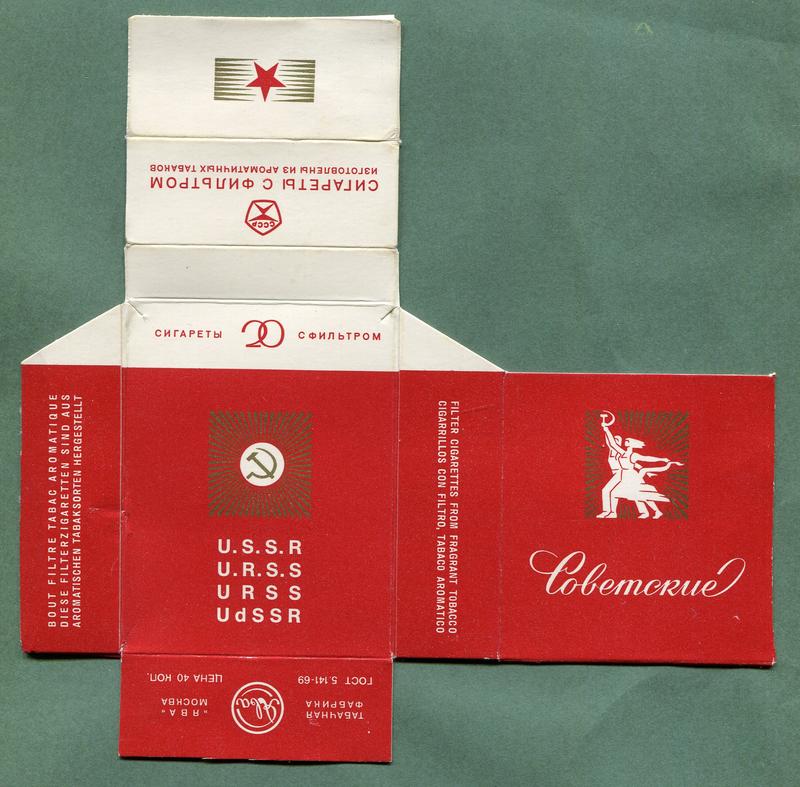 СИГАРЕТЫ С ФИЛЬТРОМ
ИЗГОТОВЛЕНЫ ИЗ АРОМАТИЧНЫХ ТАБАКОВ
СССР
СИГАРЕТЫ 20 С ФИЛЬТРОМ
BOUT FILTRE TABAC AROMATIQUE
DIESE FILTERZIGARETTEN SIND AUS
AROMATISCHEN TABAKSORTEN HERGESTELLT
U.S.S.R
U.R.S.S
U R S S
UdSSR
FILTER CIGARETTES FROM FRAGRANT TOBACCO
CIGARRILLOS CON FILTRO, TABACO AROMATICO
Советские
ТАБАЧНАЯ
ФАБРИКА
Ява
"ЯВА"
МОСКВА
ГОСТ 5.141-69
ЦЕНА 40 КОП.